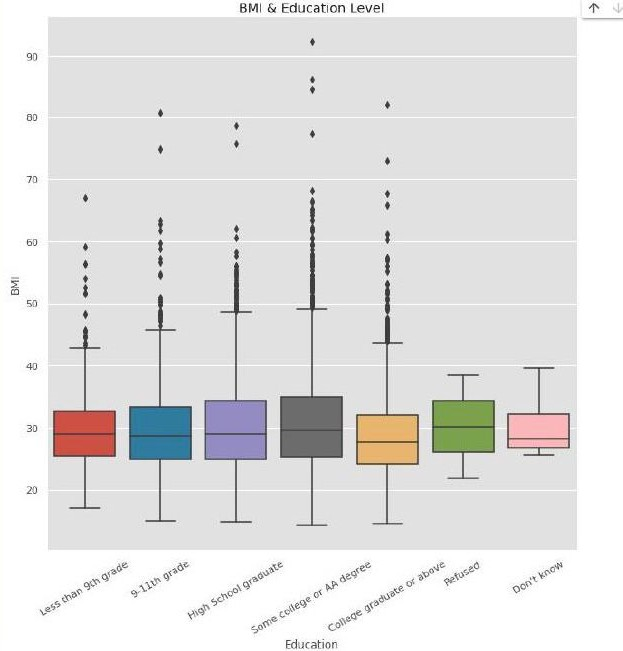 BMI & Education Level
90
80
70
60
50
40
30
20
BMI
Less than 9th grade
9-11th grade
High School graduate
Some college or AA degree
College graduate or above
Refused
Don't know
Education